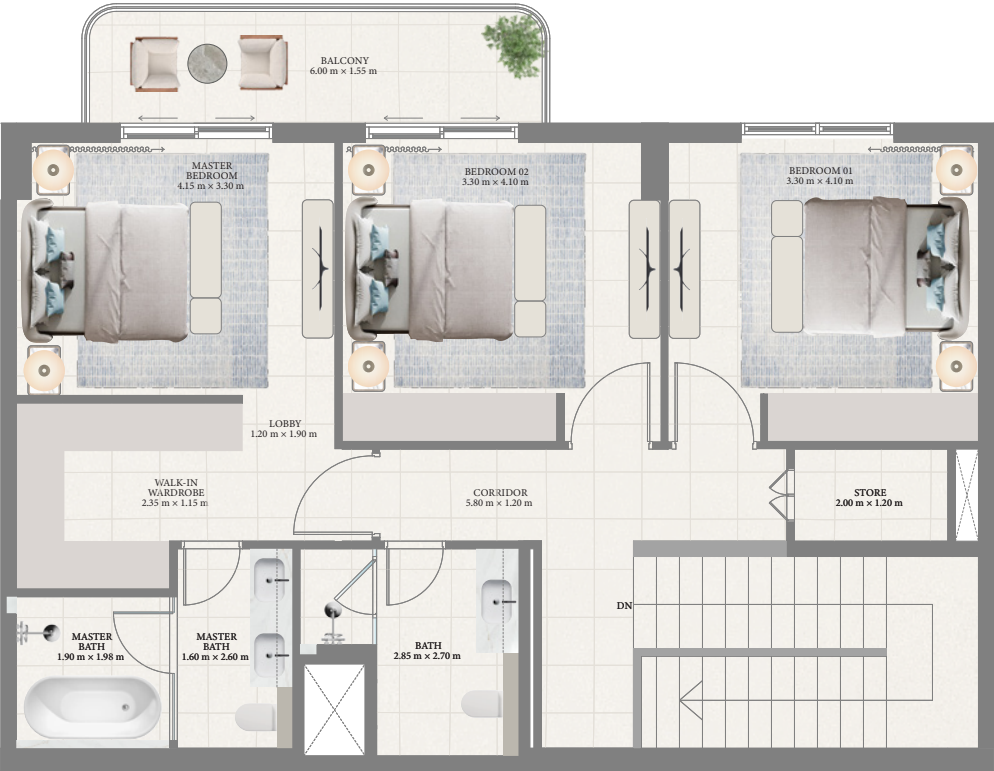 BALCONY
6.00 m × 1.55 m
MASTER
BEDROOM
4.15 m × 3.30 m
BEDROOM 02
3.30 m × 4.10 m
BEDROOM 01
3.30 m × 4.10 m
LOBBY
1.20 m × 1.90 m
WALK-IN
WARDROBE
2.35 m × 1.15 m
CORRIDOR
5.80 m × 1.20 m
STORE
2.00 m × 1.20 m
DN
MASTER
BATH
1.90 m × 1.98 m
MASTER
BATH
1.60 m × 2.60 m
BATH
2.85 m × 2.70 m